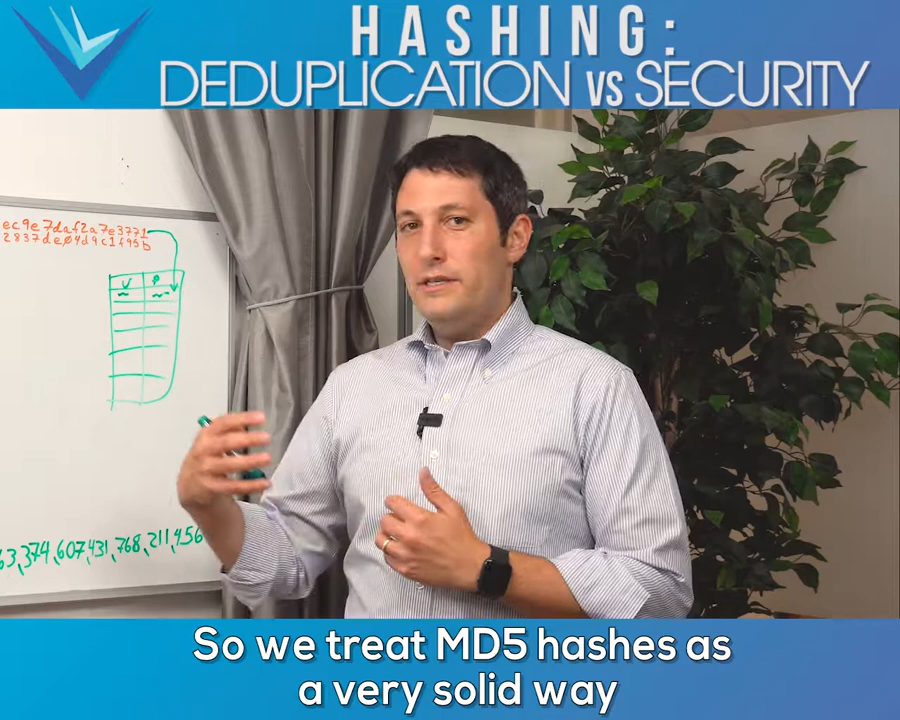 HASHING:
DEDUPLICATION vs SECURITY
ec9e7daf2a7e3771
2837de04d9c1f95b
U P
63,374,607,431,768,211,456
So we treat MD5 hashes as
a very solid way